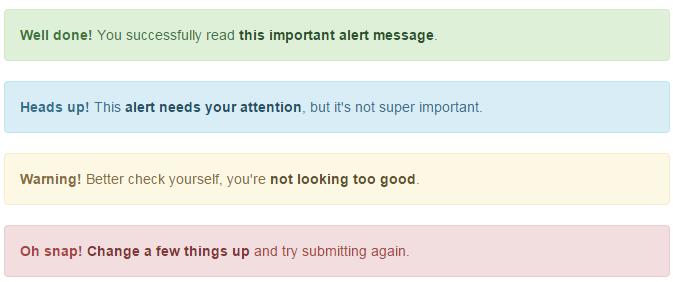 Well done! You successfully read this important alert message.
Heads up! This alert needs your attention, but it's not super important.
Warning! Better check yourself, you're not looking too good.
Oh snap! Change a few things up and try submitting again.